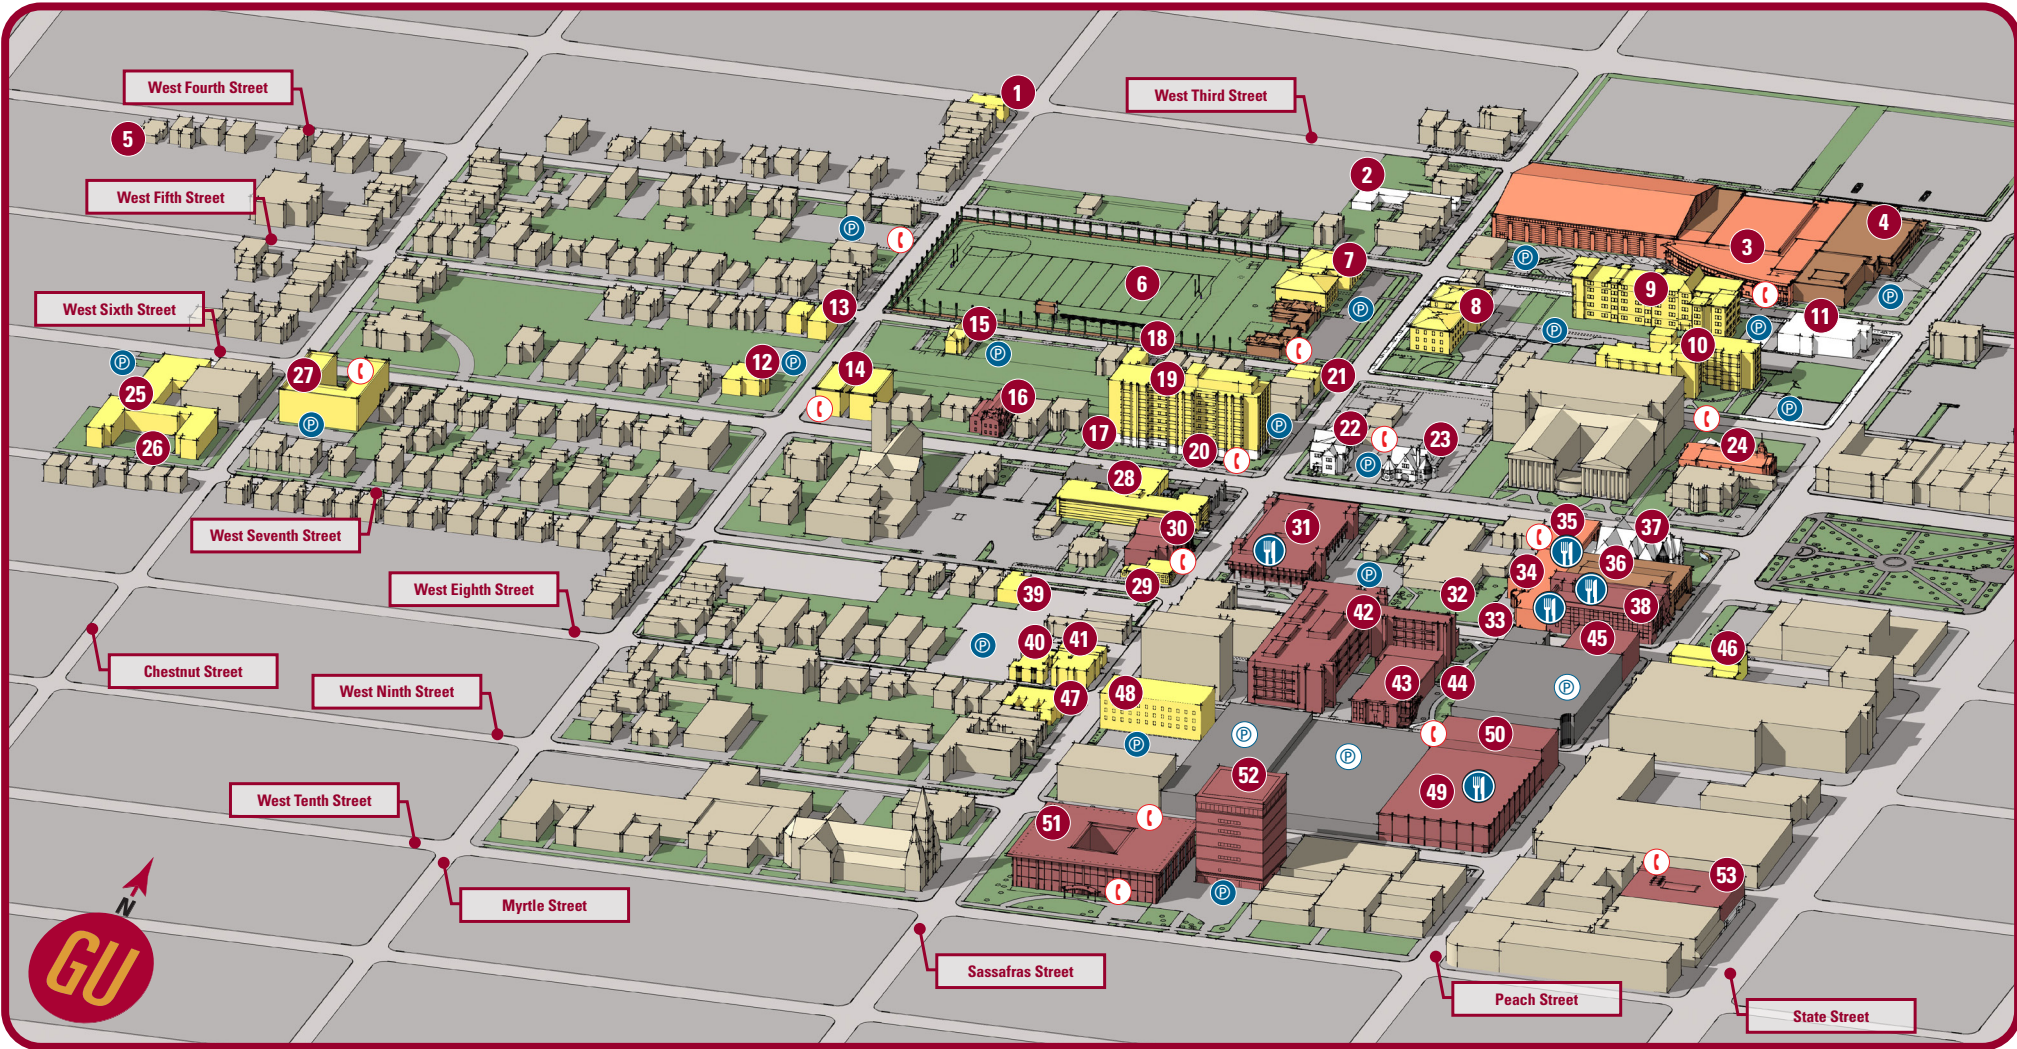 West Fourth Street
1
West Third Street
5
2
West Fifth Street
4
P
3
P
7
6
9
P
West Sixth Street
13
8
P
11
15
P
P
P
18
P
12
P
10
27
14
19
21
25
16
P
P
17
22
23
26
20
P
24
28
West Seventh Street
30
31
35
37
P
34
36
West Eighth Street
29
39
32
38
42
33
P
40
41
45
46
Chestnut Street
West Ninth Street
48
47
43
44
P
P
P
P
50
52
49
West Tenth Street
51
53
P
N
Myrtle Street
GU
Sassafras Street
Peach Street
State Street